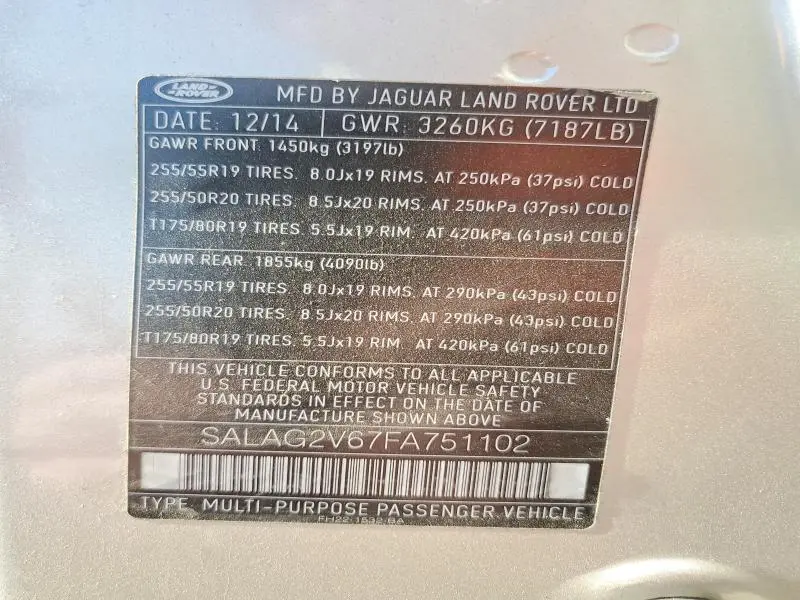 LAND ROVER
MFD BY JAGUAR LAND ROVER LTD
DATE: 12/14 GWR: 3260KG (7187LB)
GAWR FRONT: 1450kg (3197lb)
255/55R19 TIRES. 8.0Jx19 RIMS. AT 250kPa (37psi) COLD
255/50R20 TIRES. 8.5Jx20 RIMS. AT 250kPa (37psi) COLD
T175/80R19 TIRES. 5.5Jx19 RIM. AT 420kPa (61psi) COLD
GAWR REAR: 1855kg (4090lb)
255/55R19 TIRES. 8.0Jx19 RIMS. AT 290kPa (43psi) COLD
255/50R20 TIRES. 8.5Jx20 RIMS. AT 290kPa (43psi) COLD
T175/80R19 TIRES. 5.5Jx19 RIM. AT 420kPa (61psi) COLD
THIS VEHICLE CONFORMS TO ALL APPLICABLE
U.S. FEDERAL MOTOR VEHICLE SAFETY
STANDARDS IN EFFECT ON THE DATE OF
MANUFACTURE SHOWN ABOVE
SALAG2V67FA751102
TYPE: MULTI-PURPOSE PASSENGER VEHICLE